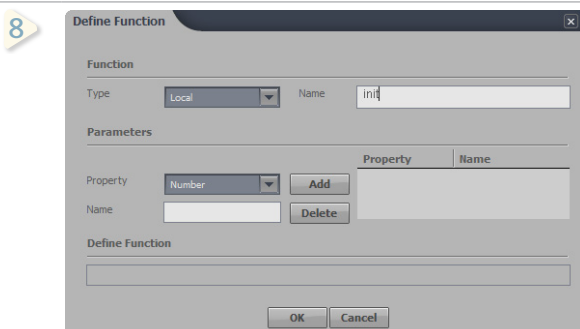 8
Define Function
Function
Type Local Name init
Parameters
Property Name
Property Number Add
Name Delete
Define Function
OK Cancel